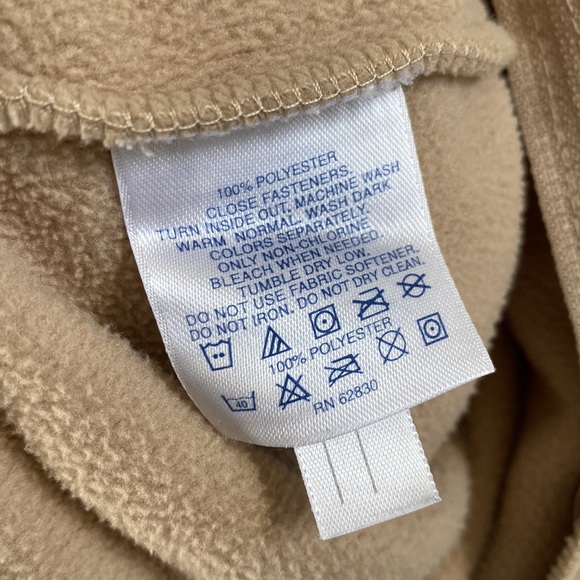 100% POLYESTER
CLOSE FASTENERS.
TURN INSIDE OUT. MACHINE WASH
WARM, NORMAL. WASH DARK
COLORS SEPARATELY.
ONLY NON-CHLORINE
BLEACH WHEN NEEDED.
TUMBLE DRY LOW.
DO NOT USE FABRIC SOFTENER.
DO NOT IRON. DO NOT DRY CLEAN.
100% POLYESTER
40
RN 62830